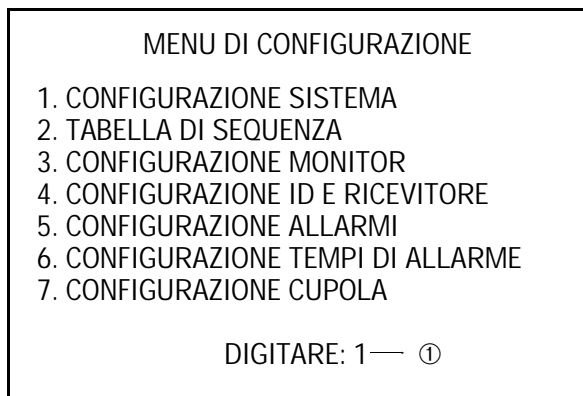 MENU DI CONFIGURAZIONE
1. CONFIGURAZIONE SISTEMA
2. TABELLA DI SEQUENZA
3. CONFIGURAZIONE MONITOR
4. CONFIGURAZIONE ID E RICEVITORE
5. CONFIGURAZIONE ALLARMI
6. CONFIGURAZIONE TEMPI DI ALLARME
7. CONFIGURAZIONE CUPOLA
DIGITARE: 1 — ①